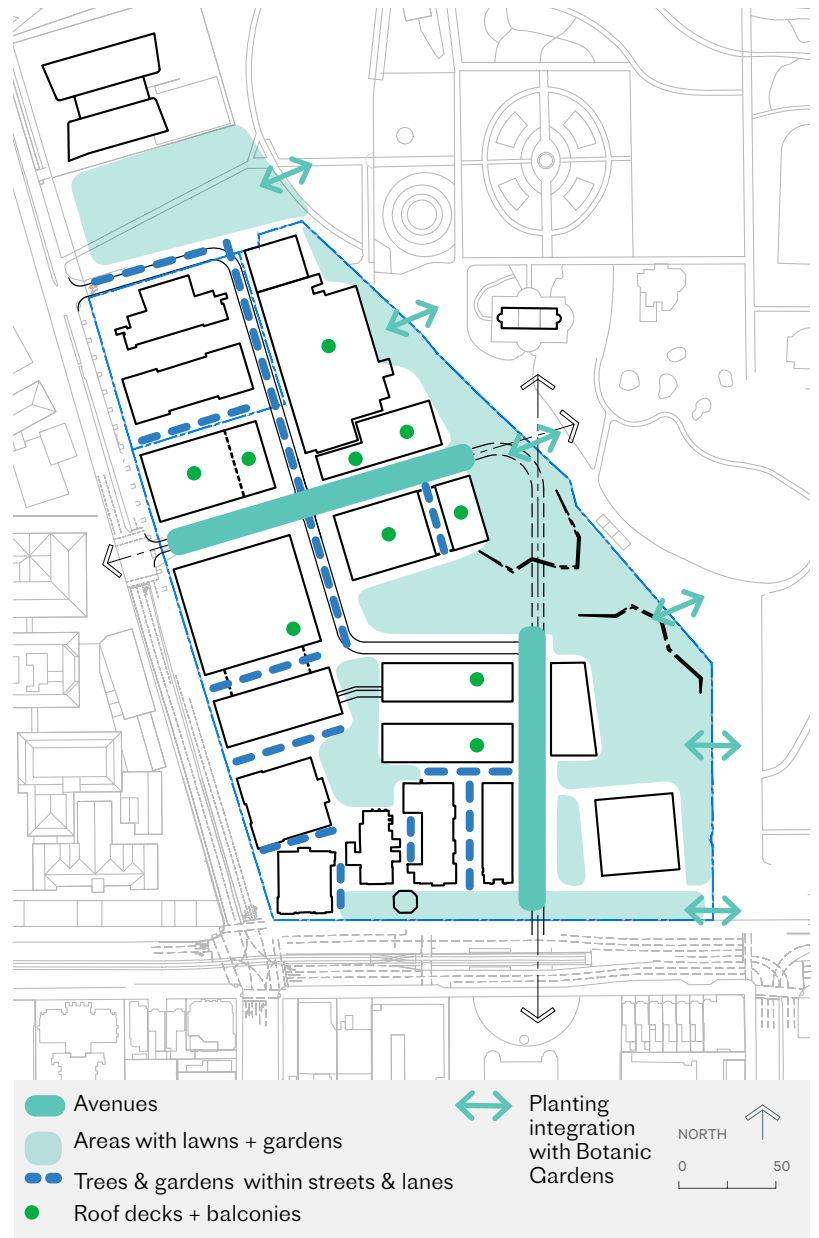 Avenues
Areas with lawns + gardens
Trees & gardens within streets & lanes
Roof decks + balconies
Planting
integration
with Botanic
Gardens
NORTH
0 50